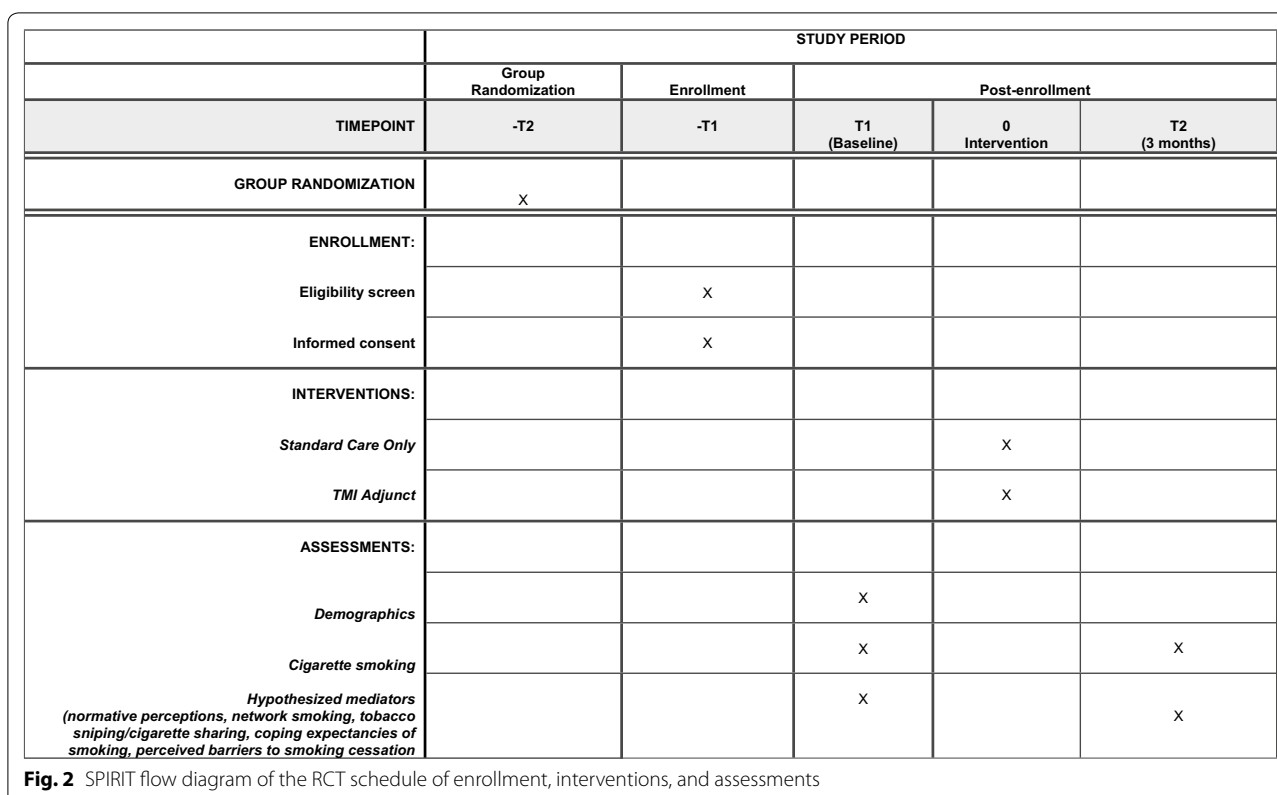 STUDY PERIOD
Group
Randomization
Enrollment
Post-enrollment
TIMEPOINT
-T2
-T1
T1
(Baseline)
0
Intervention
T2
(3 months)
GROUP RANDOMIZATION
X
ENROLLMENT:
Eligibility screen
X
Informed consent
X
INTERVENTIONS:
Standard Care Only
X
TMI Adjunct
X
ASSESSMENTS:
Demographics
X
Cigarette smoking
X
X
Hypothesized mediators
(normative perceptions, network smoking, tobacco
sniping/cigarette sharing, coping expectancies of
smoking, perceived barriers to smoking cessation
X
X
Fig. 2 SPIRIT flow diagram of the RCT schedule of enrollment, interventions, and assessments